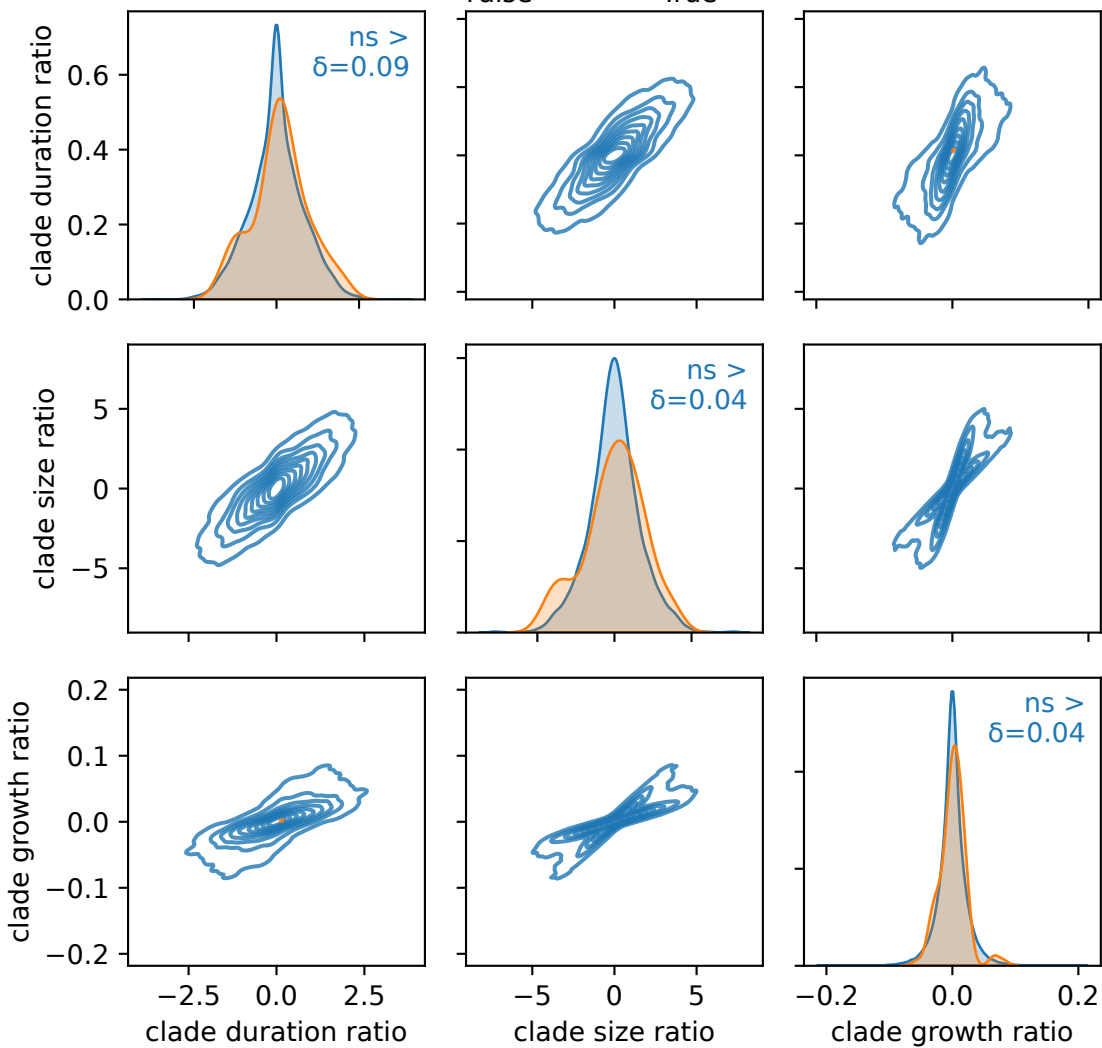 True
clade duration ratio
0.6
0.4
0.2
0.0
ns >
δ=0.09
clade size ratio
5
0
−5
ns >
δ=0.04
clade growth ratio
0.2
0.1
0.0
−0.1
−0.2
ns >
δ=0.04
−2.5 0.0 2.5
−5 0 5
−0.2 0.0 0.2
clade duration ratio
clade size ratio
clade growth ratio